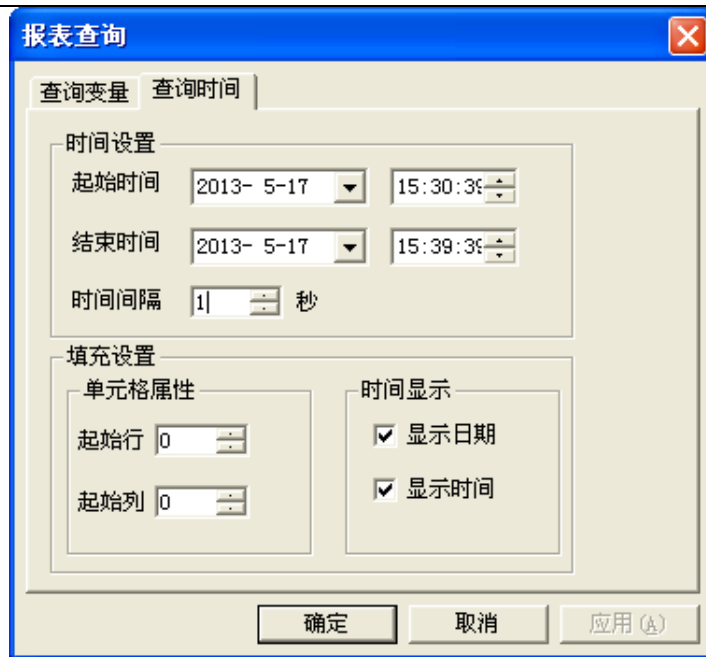 报表查询
查询变量 查询时间
时间设置
起始时间 2013- 5-17 15:30:39
结束时间 2013- 5-17 15:39:39
时间间隔 1 秒
填充设置
单元格属性 时间显示
起始行 0 显示日期
起始列 0 显示时间
确定 取消 应用(A)